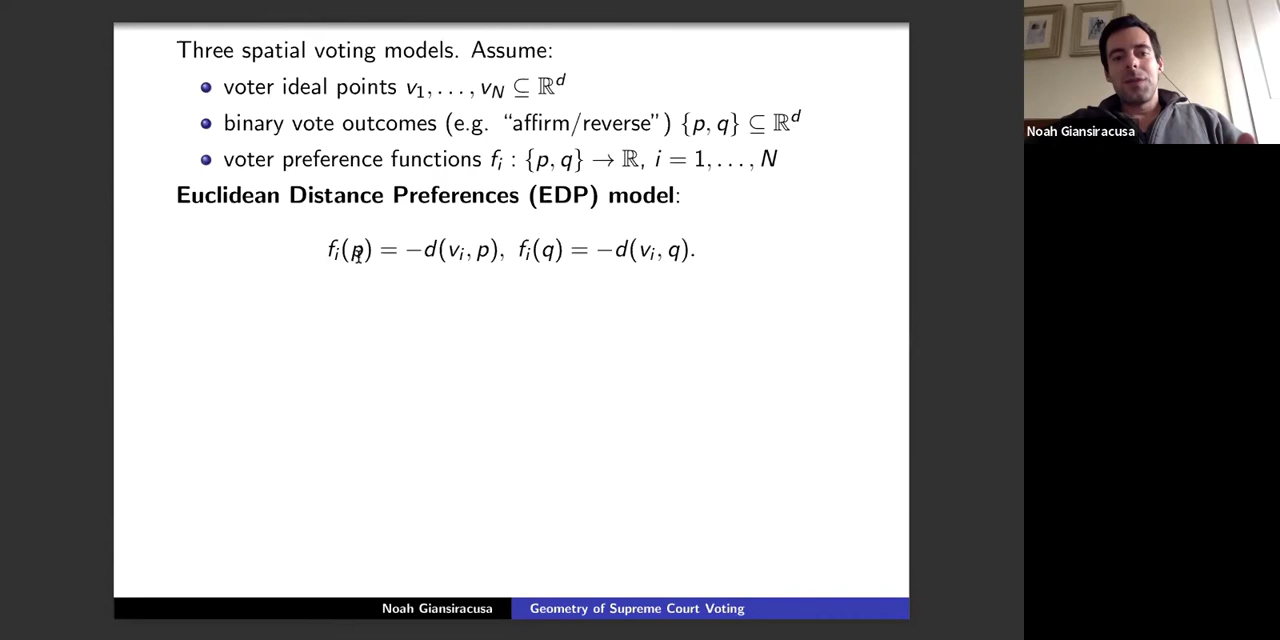 Three spatial voting models. Assume:
voter ideal points v₁, . . . , v_N ⊆ ℝᵈ
binary vote outcomes (e.g. “affirm/reverse”) {p, q} ⊆ ℝᵈ
voter preference functions fᵢ : {p, q} → ℝ, i = 1, . . . , N
Euclidean Distance Preferences (EDP) model:
fᵢ(p) = −d(vᵢ, p), fᵢ(q) = −d(vᵢ, q).
Noah Giansiracusa
Geometry of Supreme Court Voting
Noah Giansiracusa